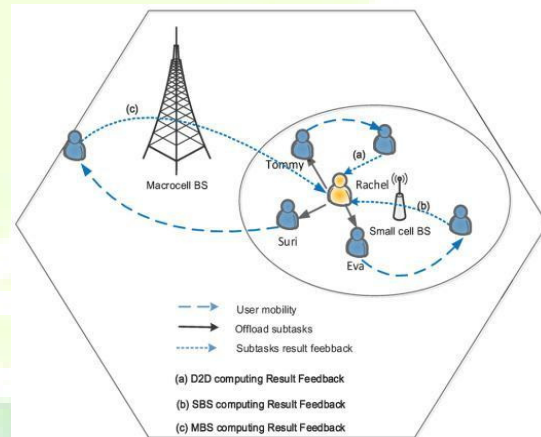 (c)
Macrocell BS
Tommy
(a)
Rachel
(b)
Small cell BS
Suri
Eva
User mobility
Offload subtasks
Subtasks result feebback
(a) D2D computing Result Feedback
(b) SBS computing Result Feedback
(c) MBS computing Result Feedback